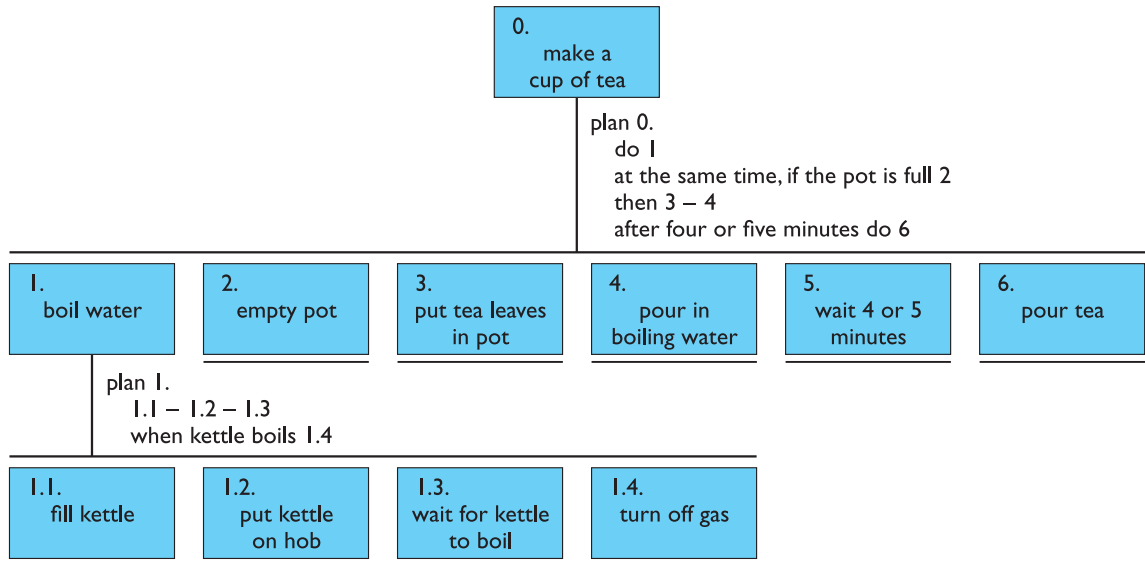 0.
make a
cup of tea
plan 0.
do 1
at the same time, if the pot is full 2
then 3 – 4
after four or five minutes do 6
1.
boil water
2.
empty pot
3.
put tea leaves
in pot
4.
pour in
boiling water
5.
wait 4 or 5
minutes
6.
pour tea
plan 1.
1.1 – 1.2 – 1.3
when kettle boils 1.4
1.1.
fill kettle
1.2.
put kettle
on hob
1.3.
wait for kettle
to boil
1.4.
turn off gas